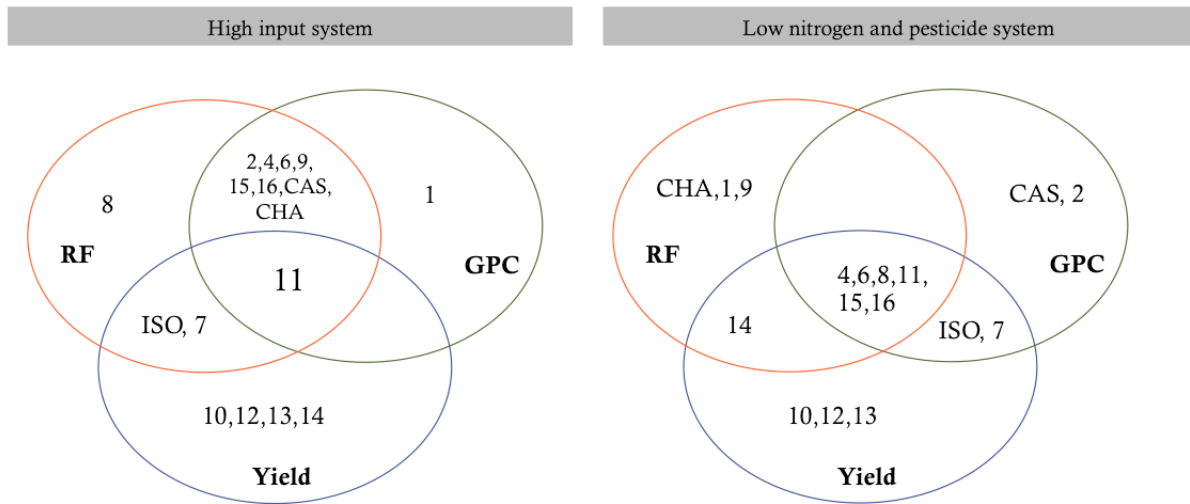 High input system
2,4,6,9,
15,16,CAS,
CHA
8
1
RF
GPC
11
ISO, 7
10,12,13,14
Yield
Low nitrogen and pesticide system
CHA,1,9
CAS, 2
RF
GPC
4,6,8,11,
15,16
14
ISO, 7
10,12,13
Yield